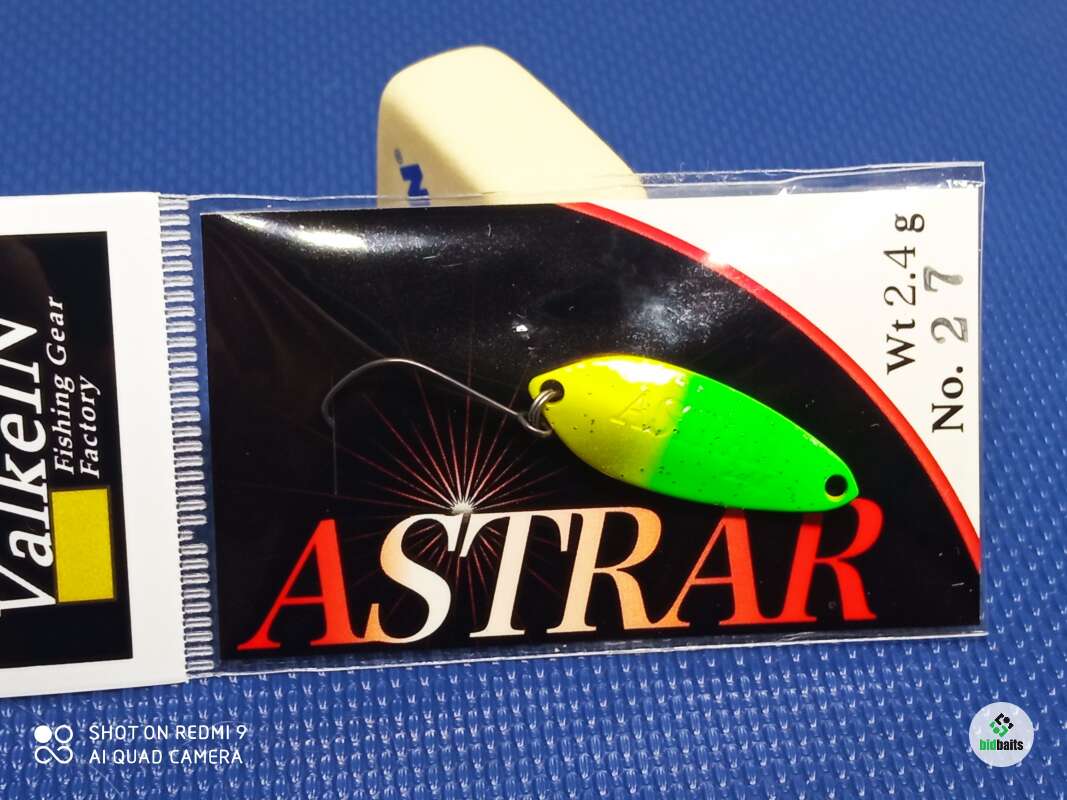 N
ValkeIN
Fishing Gear
Factory
Wt 2.4 g
No. 27
ASTRAR
SHOT ON REDMI 9
AI QUAD CAMERA
bidbaits